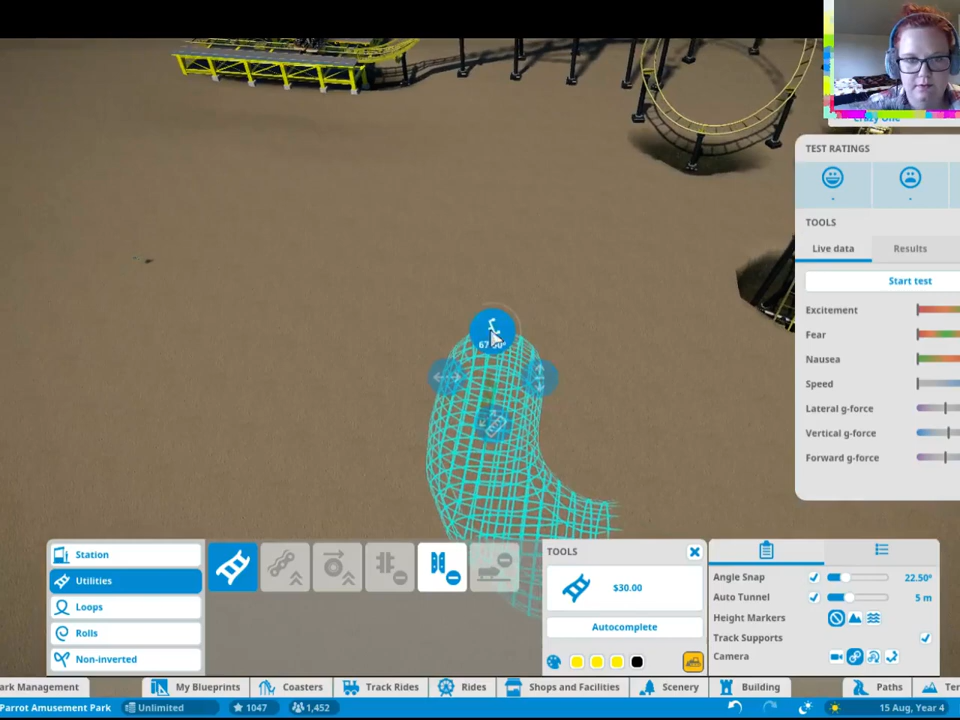 Crazy One
TEST RATINGS
- -
TOOLS
Live data Results
Start test
Excitement
Fear
Nausea
Speed
Lateral g-force
Vertical g-force
Forward g-force
Station
Utilities
Loops
Rolls
Non-inverted
TOOLS
$30.00
Autocomplete
Angle Snap 22.50°
Auto Tunnel 5 m
Height Markers
Track Supports
Camera
ark Management My Blueprints Coasters Track Rides Rides Shops and Facilities Scenery Building Paths Ter
Parrot Amusement Park Unlimited 1047 1,452 15 Aug, Year 4